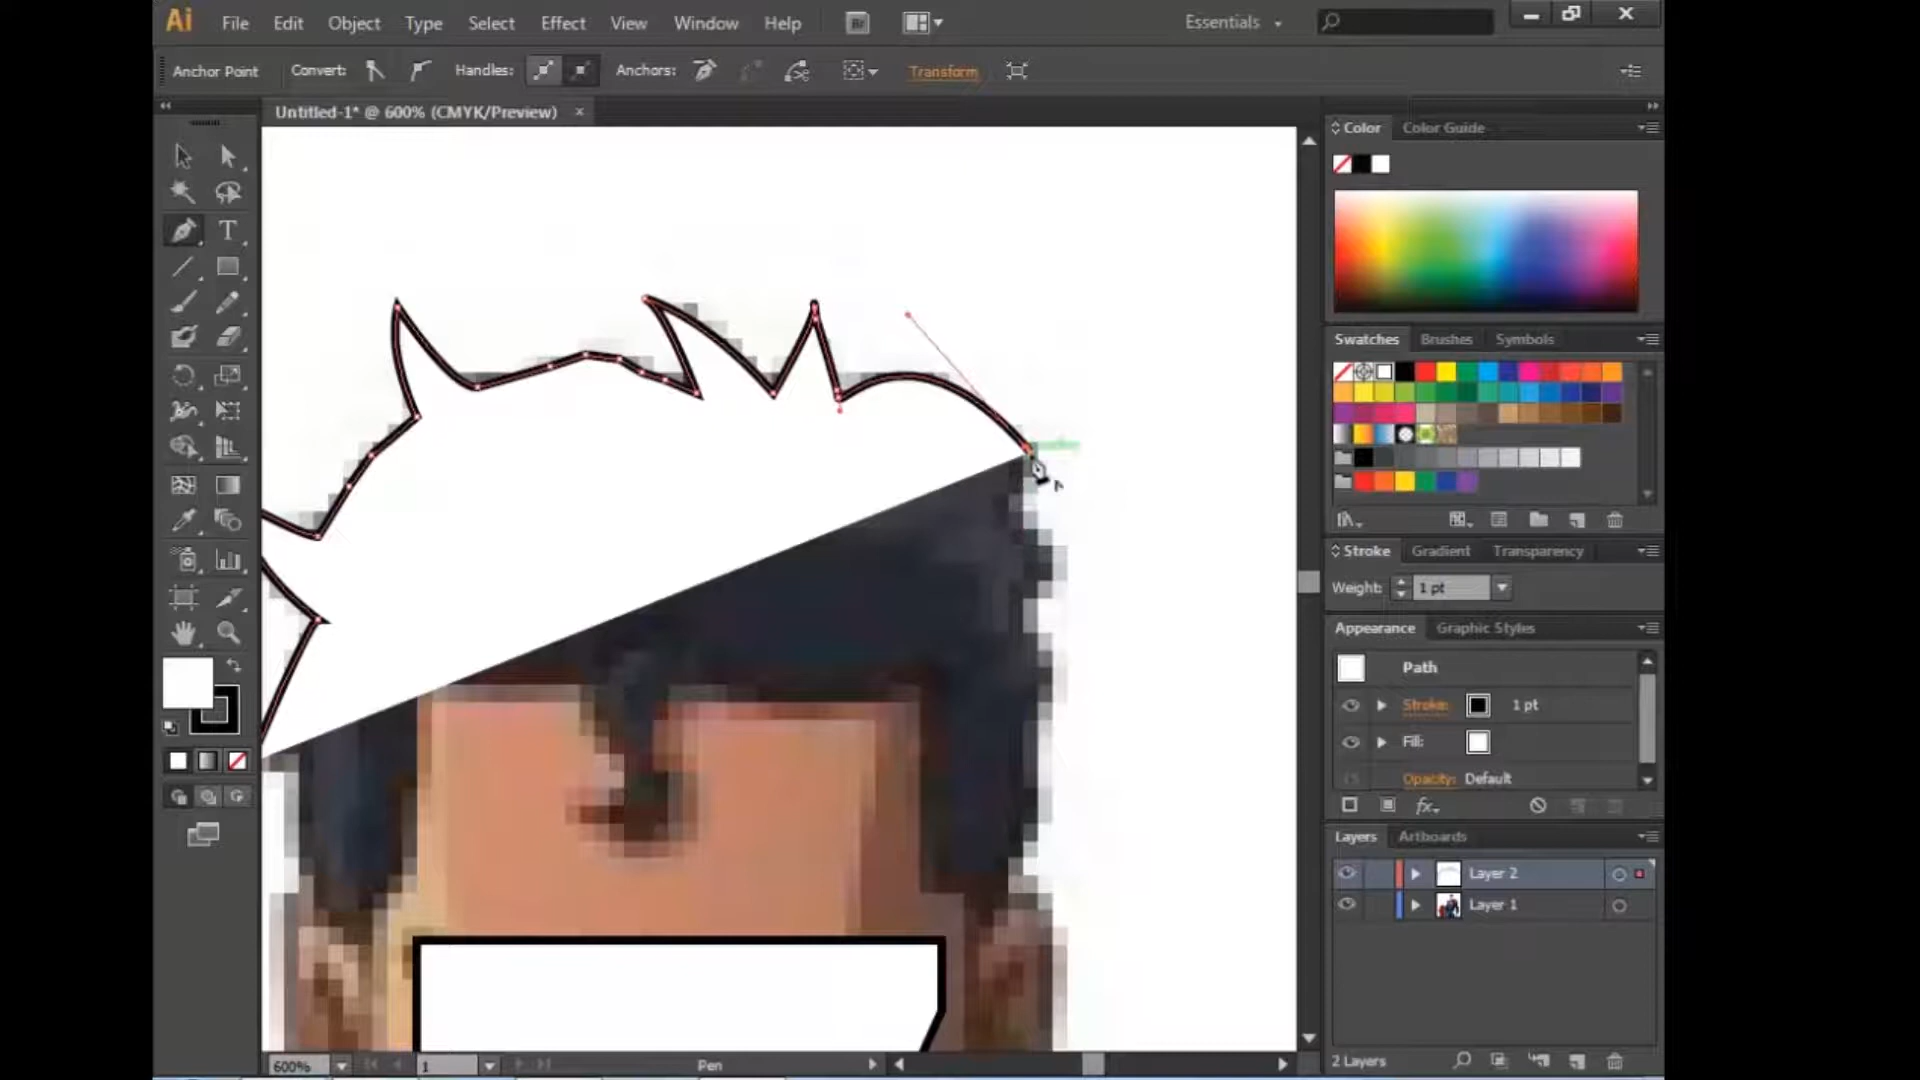 Ai File Edit Object Type Select Effect View Window Help Br Essentials
Anchor Point Convert: Handles: Anchors: Transform
Untitled-1* @ 600% (CMYK/Preview) ×
Color Color Guide
T
Swatches Brushes Symbols
Stroke Gradient Transparency
Weight: 1 pt
Appearance Graphic Styles
Path
Stroke: 1 pt
Fill:
Opacity: Default
fx
Layers Artboards
Layer 2
Layer 1
2 Layers
600% 1 Pen